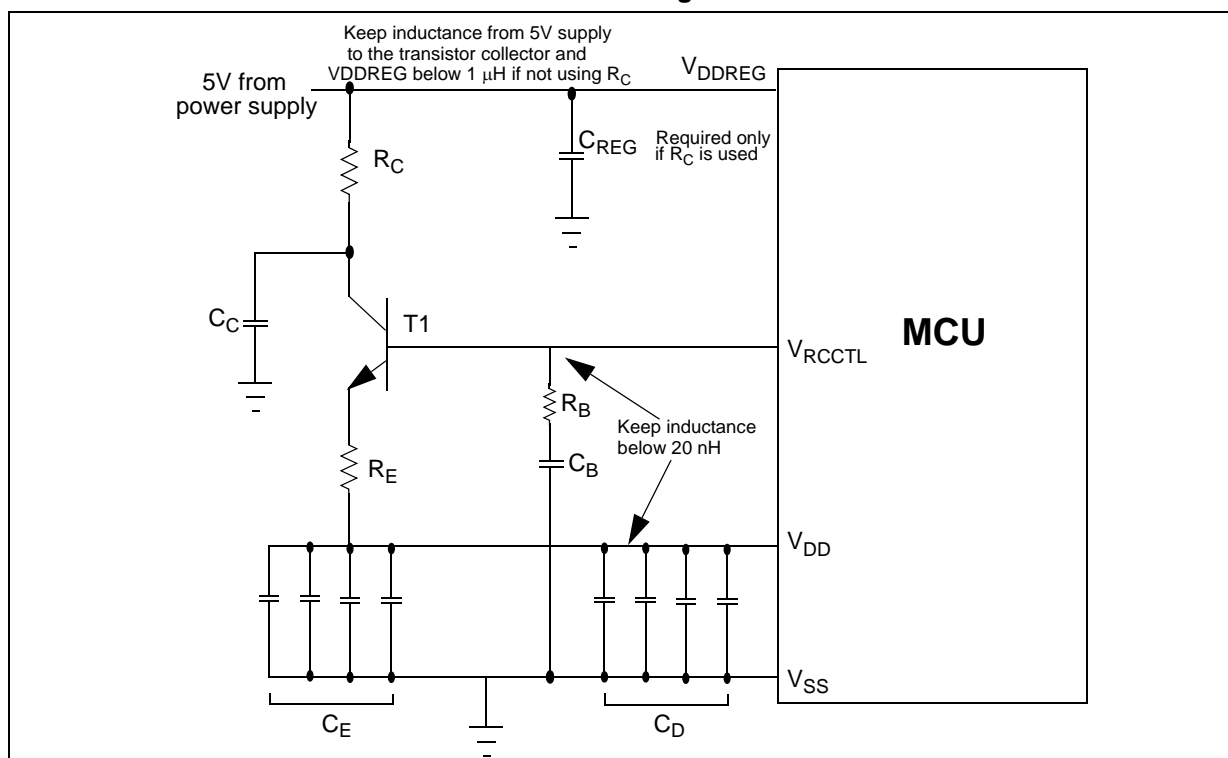 Keep inductance from 5V supply
to the transistor collector and
VDDREG below 1 μH if not using RC
5V from
power supply
VDDREG
RC
CREG
Required only
if RC is used
CC
T1
MCU
VRCCTL
RB
Keep inductance
below 20 nH
CB
RE
VDD
VSS
CE
CD